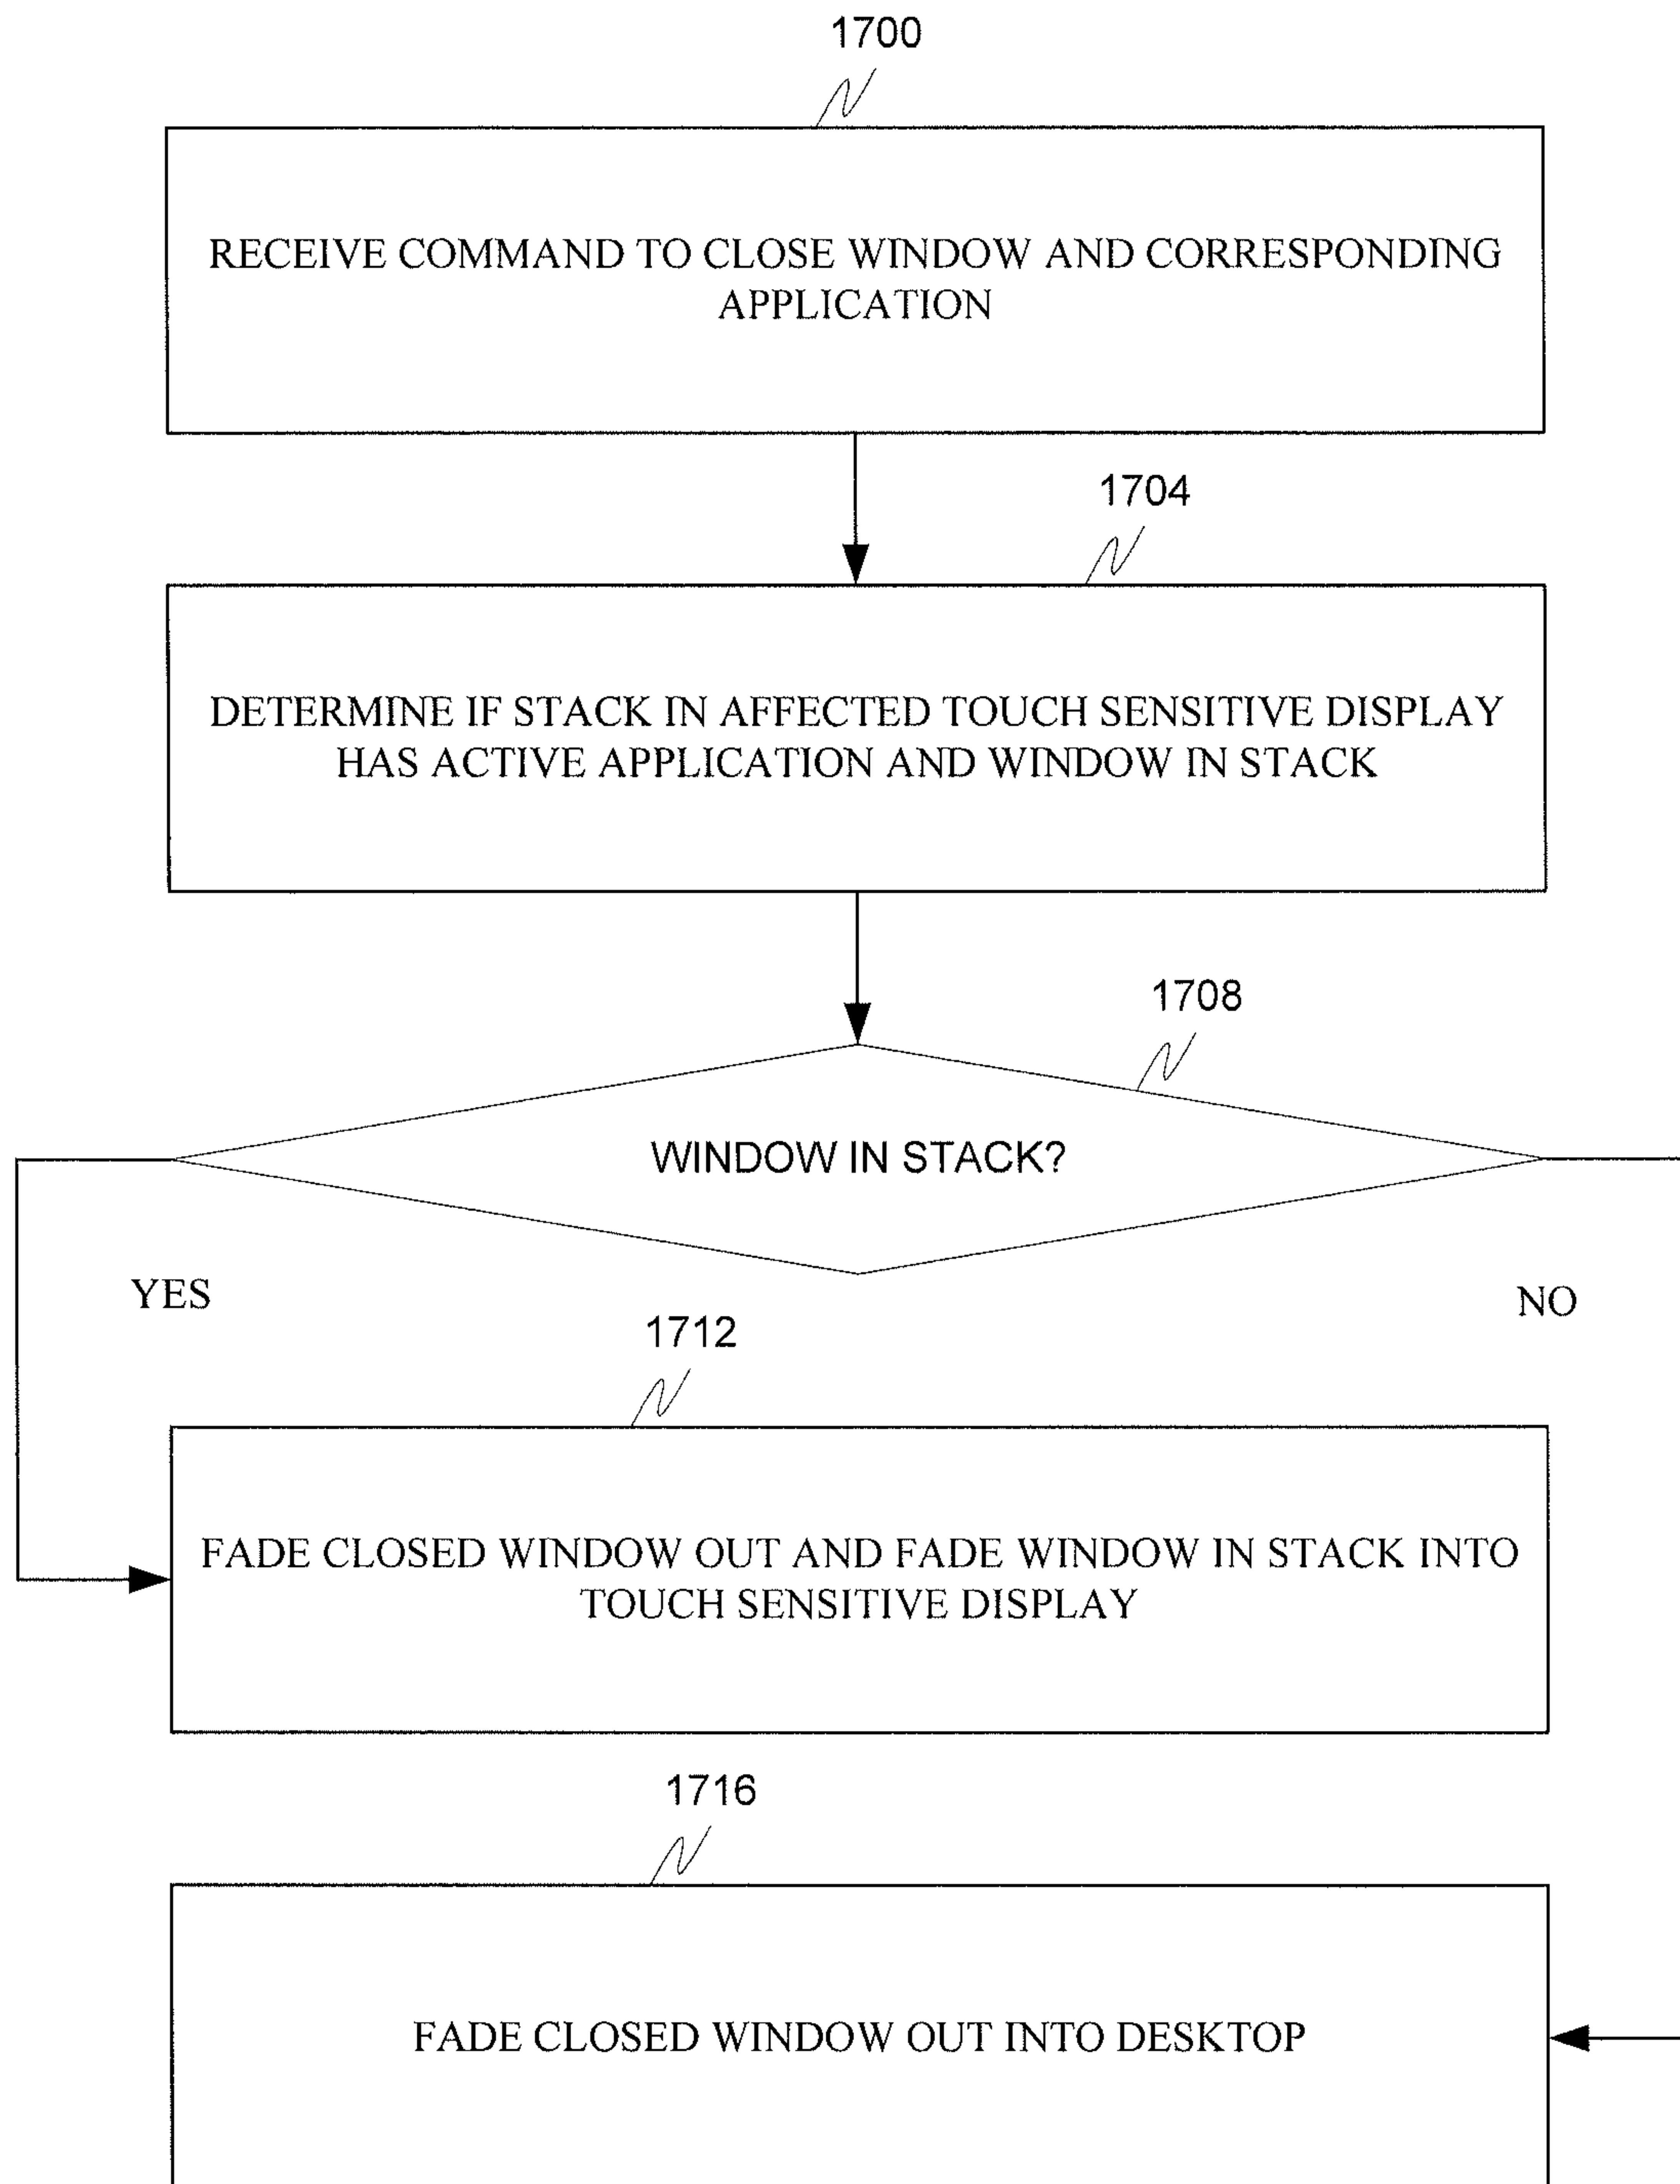 1700
RECEIVE COMMAND TO CLOSE WINDOW AND CORRESPONDING
APPLICATION
1704
DETERMINE IF STACK IN AFFECTED TOUCH SENSITIVE DISPLAY
HAS ACTIVE APPLICATION AND WINDOW IN STACK
1708
WINDOW IN STACK?
YES
NO
1712
FADE CLOSED WINDOW OUT AND FADE WINDOW IN STACK INTO
TOUCH SENSITIVE DISPLAY
1716
FADE CLOSED WINDOW OUT INTO DESKTOP